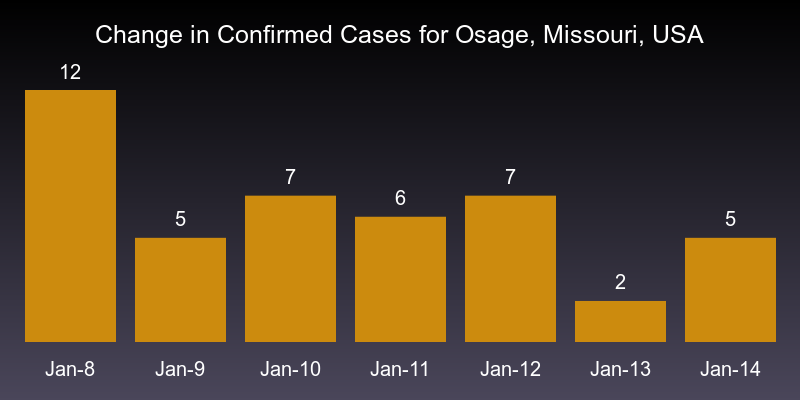 Change in Confirmed Cases for Osage, Missouri, USA
12
5
7
6
7
2
5
Jan-8
Jan-9
Jan-10
Jan-11
Jan-12
Jan-13
Jan-14